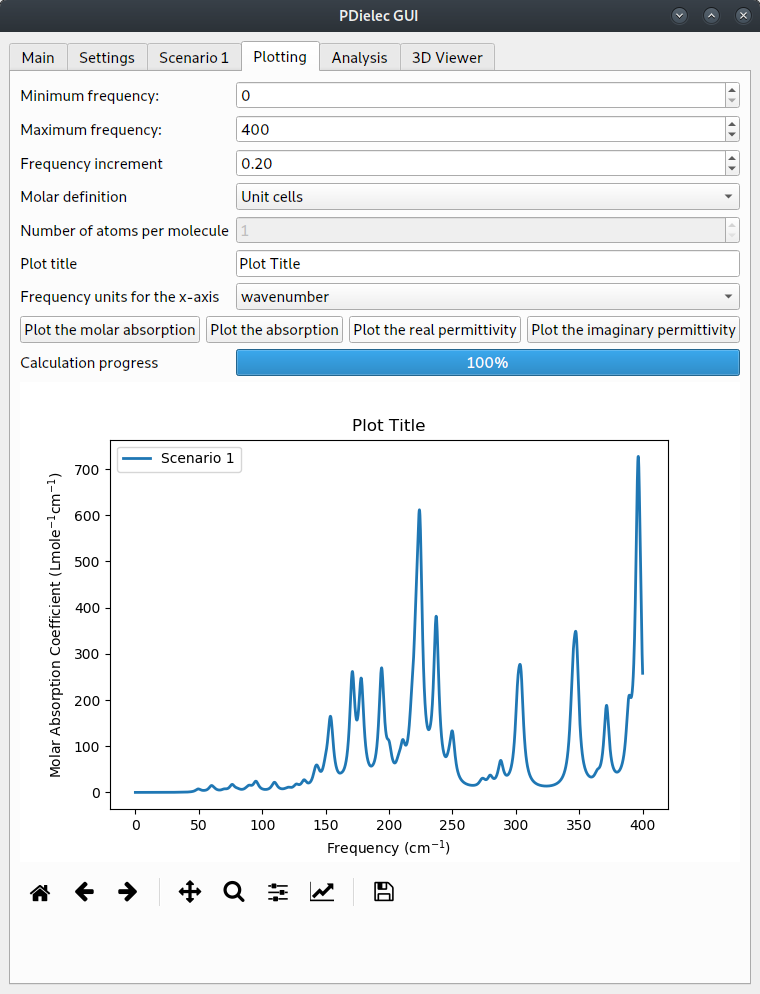 PDielec GUI
Main Settings Scenario 1 Plotting Analysis 3D Viewer
Minimum frequency: 0
Maximum frequency: 400
Frequency increment 0.20
Molar definition Unit cells
Number of atoms per molecule 1
Plot title Plot Title
Frequency units for the x-axis wavenumber
Plot the molar absorption Plot the absorption Plot the real permittivity Plot the imaginary permittivity
Calculation progress 100%
Plot Title
Scenario 1
Molar Absorption Coefficient (Lmole⁻¹cm⁻¹)
700
600
500
400
300
200
100
0
0 50 100 150 200 250 300 350 400
Frequency (cm⁻¹)